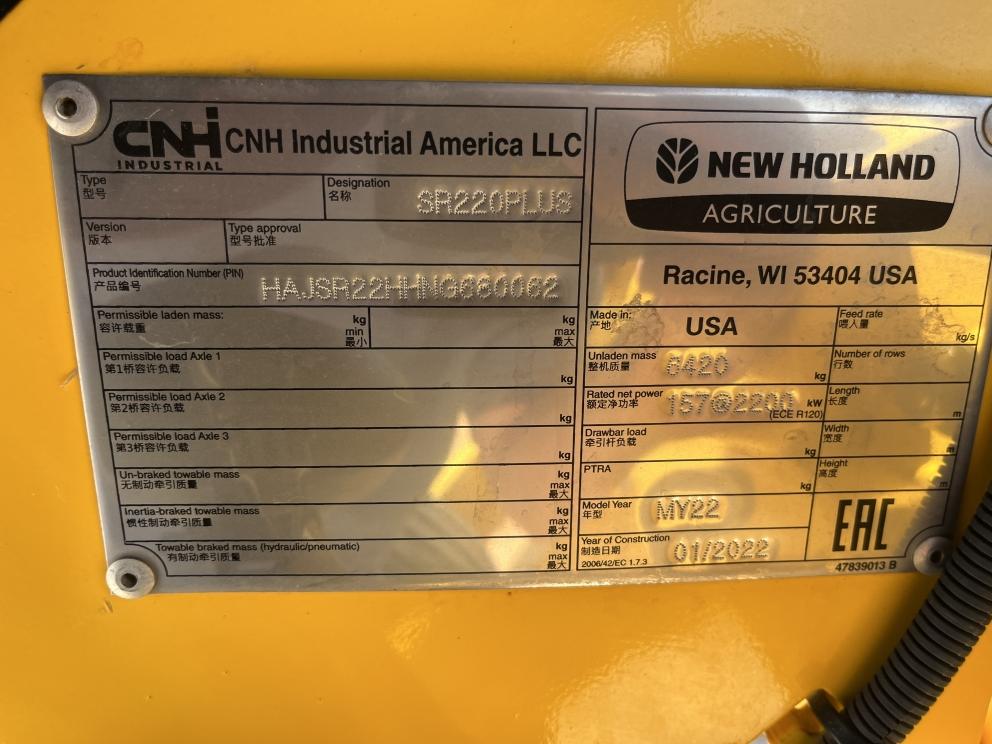 CNH INDUSTRIAL
CNH Industrial America LLC
Type
型号
Designation
名称
SR220PLUS
Version
版本
Type approval
型号批准
Product Identification Number (PIN)
产品编号
HAJSR22HHNG660062
Permissible laden mass:
容许载重
kg
min
最小
kg
max
最大
Permissible load Axle 1
第1桥容许负载
kg
Permissible load Axle 2
第2桥容许负载
kg
Permissible load Axle 3
第3桥容许负载
kg
Un-braked towable mass
无制动牵引质量
kg
max
最大
Inertia-braked towable mass
惯性制动牵引质量
kg
max
最大
Towable braked mass (hydraulic/pneumatic)
有制动牵引质量
kg
max
最大
NEW HOLLAND
AGRICULTURE
Racine, WI 53404 USA
Made in:
产地
USA
Feed rate
喂入量
kg/s
Unladen mass
整机质量
6420
kg
Number of rows
行数
Rated net power
额定净功率
157@2200
kW
(ECE R120)
Length
长度
m
Drawbar load
牵引杆负载
kg
Width
宽度
m
PTRA
kg
Height
高度
m
Model Year
年型
MY22
Year of Construction
制造日期
2006/42/EC 1.7.3
01/2022
EAC
47839013 B